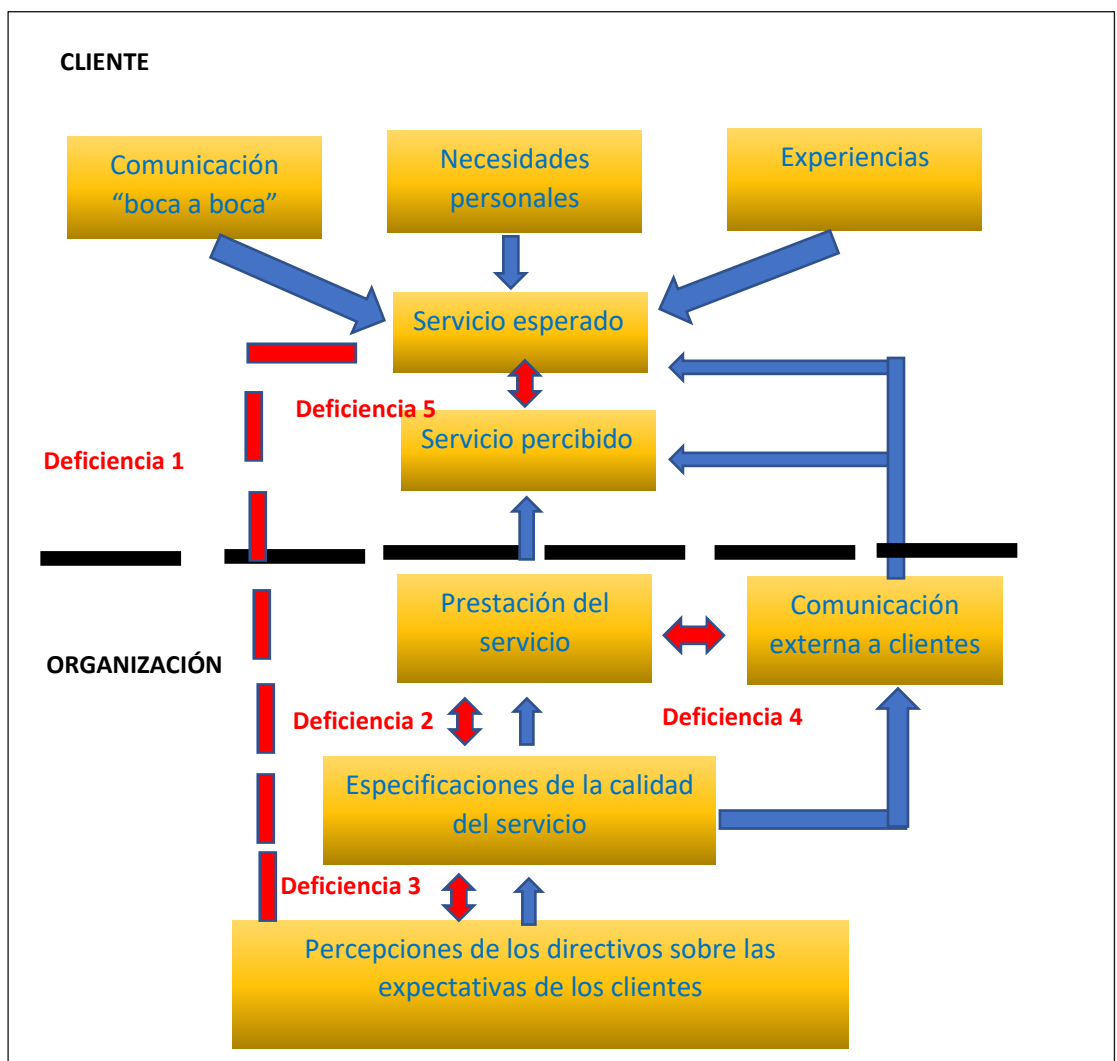 CLIENTE
Comunicación
“boca a boca”
Necesidades
personales
Experiencias
Servicio esperado
Deficiencia 5
Servicio percibido
Deficiencia 1
Prestación del
servicio
Comunicación
externa a clientes
ORGANIZACIÓN
Deficiencia 2
Deficiencia 4
Especificaciones de la calidad
del servicio
Deficiencia 3
Percepciones de los directivos sobre las
expectativas de los clientes